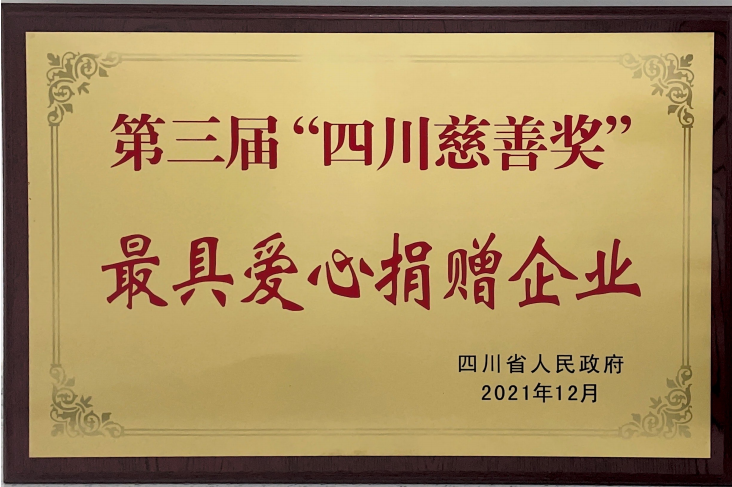 第三届“四川慈善奖”
最具爱心捐赠企业
四川省人民政府
2021年12月